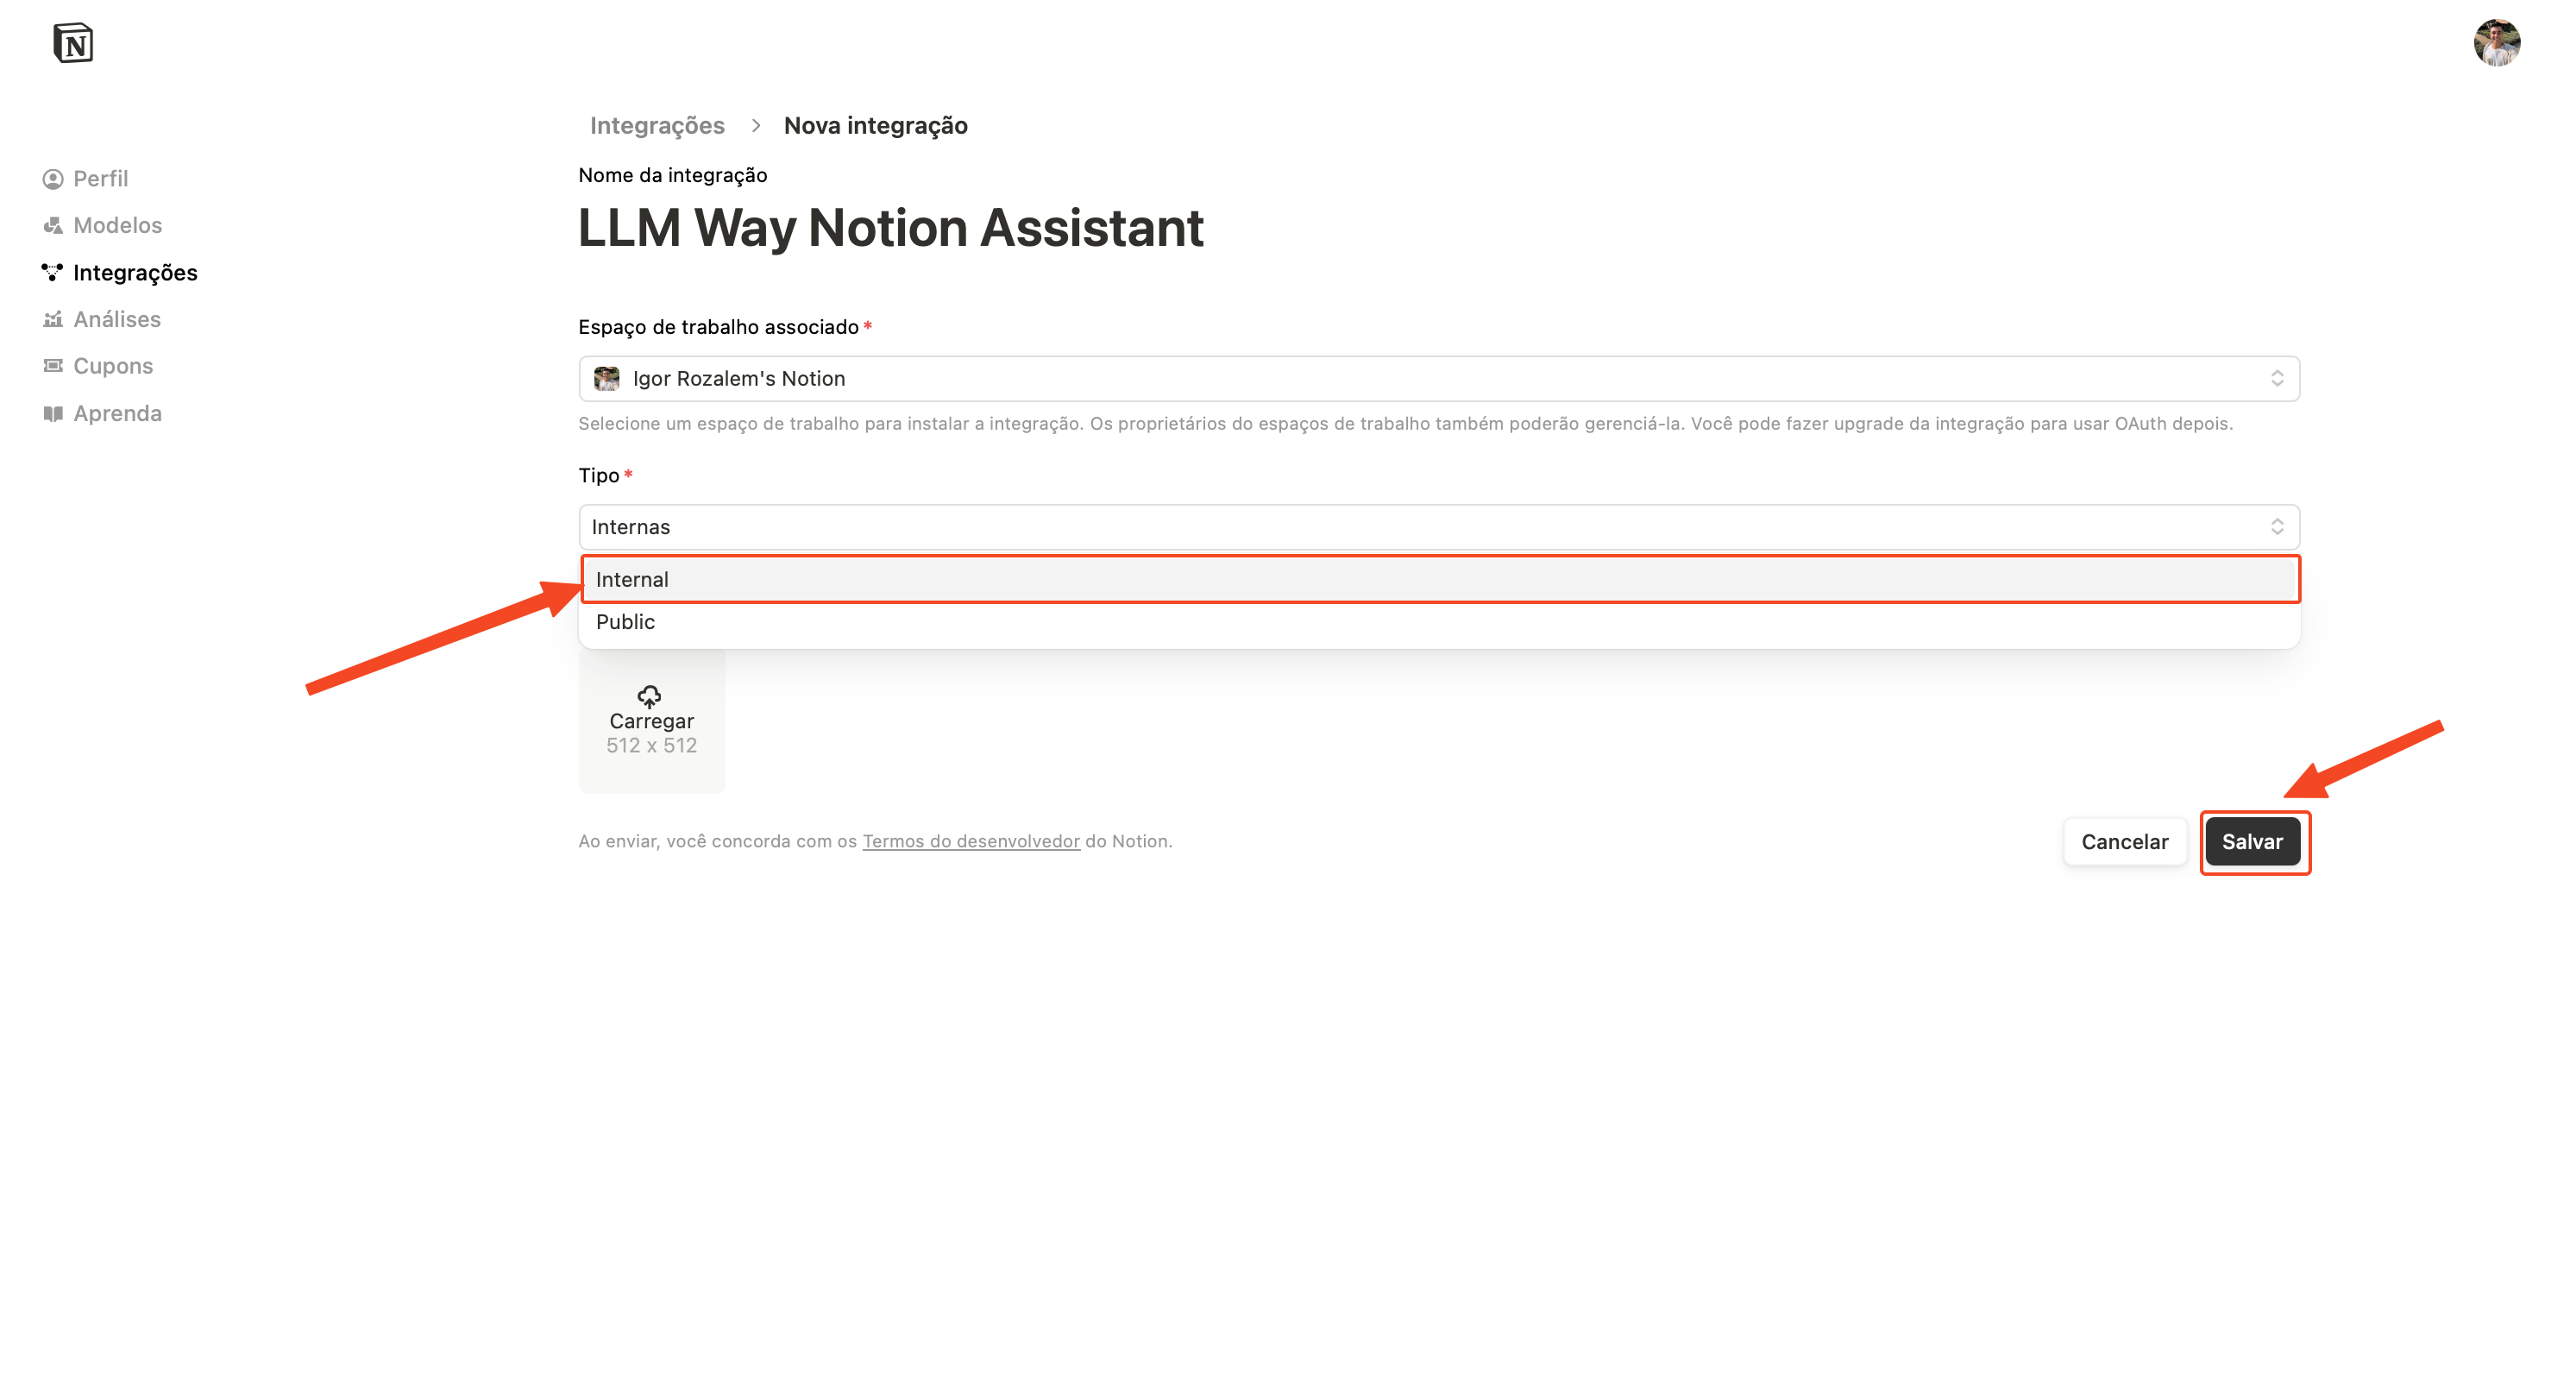 N
Integrações > Nova integração
Perfil
Modelos
Integrações
Análises
Cupons
Aprenda
Nome da integração
LLM Way Notion Assistant
Espaço de trabalho associado *
Igor Rozalem's Notion
Selecione um espaço de trabalho para instalar a integração. Os proprietários do espaços de trabalho também poderão gerenciá-la. Você pode fazer upgrade da integração para usar OAuth depois.
Tipo *
Internas
Internal
Public
Carregar
512 x 512
Ao enviar, você concorda com os Termos do desenvolvedor do Notion.
Cancelar
Salvar